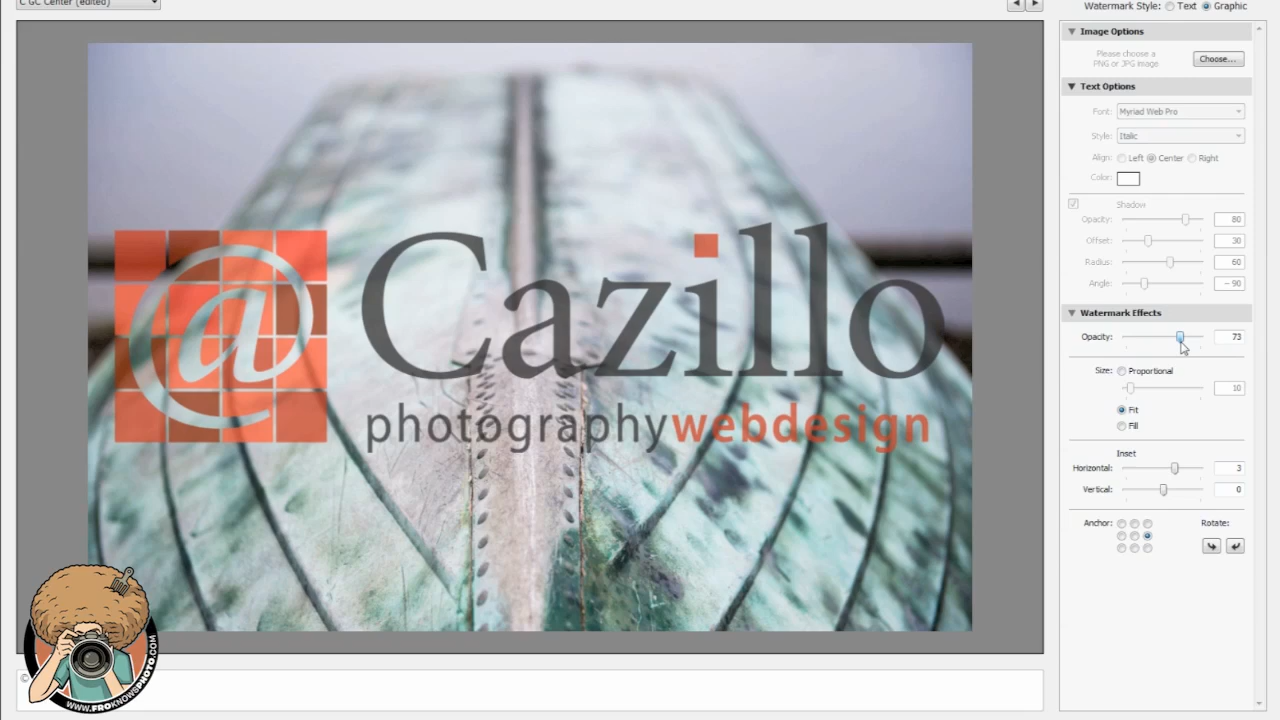 C GC Center (edited)
Watermark Style: Text Graphic
Image Options
Please choose a
PNG or JPG image
Choose...
Text Options
Font: Myriad Web Pro
Style: Italic
Align: Left Center Right
Color:
Shadow
Opacity: 80
Offset: 30
Radius: 60
Angle: - 90
Watermark Effects
Opacity: 73
Size: Proportional
10
Fit
Fill
Inset
Horizontal: 3
Vertical: 0
Anchor: Rotate:
@ Cazillo
photographywebdesign
©
WWW.FROKNOWSPHOTO.COM